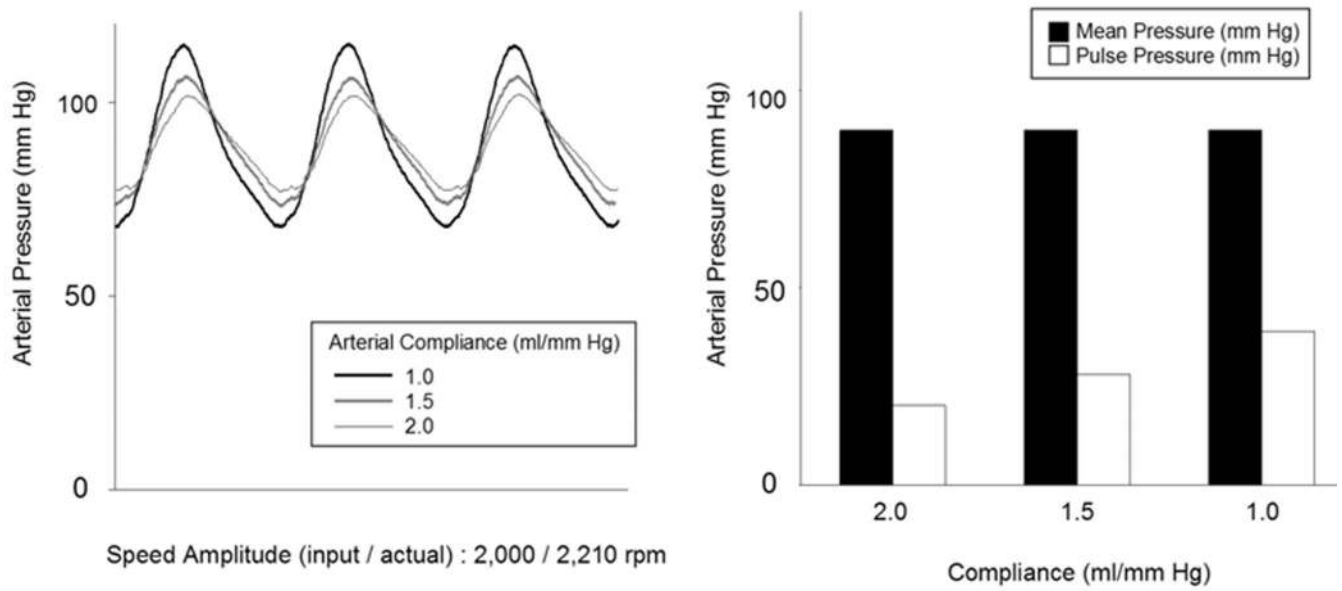 Arterial Pressure (mm Hg)
100
50
0
Arterial Compliance (ml/mm Hg)
1.0
1.5
2.0
Speed Amplitude (input / actual) : 2,000 / 2,210 rpm
Mean Pressure (mm Hg)
Pulse Pressure (mm Hg)
Arterial Pressure (mm Hg)
100
50
0
2.0 1.5 1.0
Compliance (ml/mm Hg)